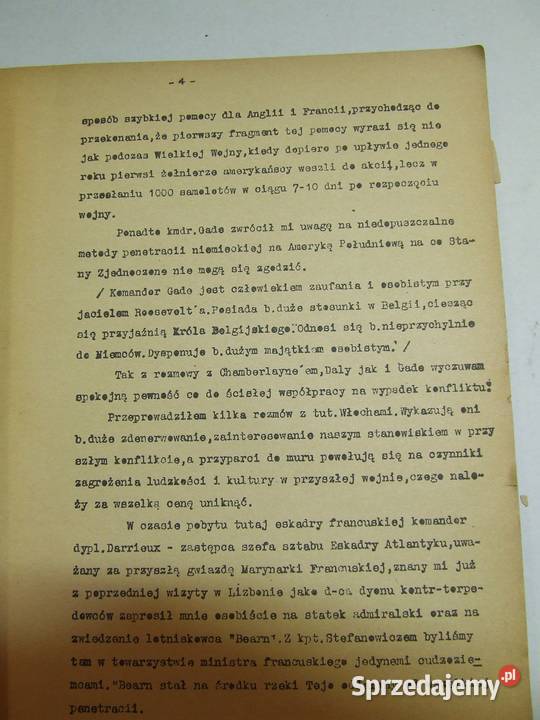 - 4 -
sposób szybkiej pomocy dla Anglii i Francii,przychodząc do
przekonania,że pierwszy fragment tej pomocy wyrazi się nie
jak podczas Wielkiej Wojny,kiedy dopiero po upływie jednego
roku pierwsi żołnierze amerykańscy weszli do akcii,lecz w
przesłaniu 1000 samolotów w ciągu 7-10 dni po rozpoczęciu
wojny.
Ponadto kmdr.Gade zwrócił mi uwagę na niedopuszczalne
metody penetracii niemieckiej na Amerykę Południową na co Sta-
ny Zjednoczone nie mogą się zgodzić.
/ Komandor Gade jest człowiekiem zaufania i osobistym przy
jacielem Roosevelt'a.Posiada b.duże stosunki w Belgii,ciesząc
się przyjaźnią Króla Belgijskiego.Odnosi się b.nieprzychylnie
do Niemców.Dysponuje b.dużym majątkiem osobistym. /
Tak z rozmowy z Chamberlayne'em,Daly jak i Gade wyczuwam
spokojną pewność co do ścisłej współpracy na wypadek konfliktu.
Przeprowadziłem kilka rozmów z tut.Włochami.Wykazują oni
b.duże zdenerwowanie,zainteresowanie naszym stanowiskiem w przy
szłym konflikcie,a przyparci do muru powołują się na czynniki
zagrożenia ludzkości i kultury w przyszłej wojnie,czego nale-
ży za wszelką cenę uniknąć.
W czasie pobytu tutaj eskadry francuskiej komandor
dypl.Darrieux - zastępca szefa sztabu Eskadry Atlantyku,uwa-
żany za przyszłą gwiazdą Marynarki Francuskiej,znany mi już
z poprzedniej wizyty w Lizbonie jako d-ca dyonu kontr-torpe-
dowców zaprosił mnie osobiście na statek admiralski oraz na
zwiedzenie lotniskowca "Bearn".Z kpt.Stefanowiczem byliśmy
tam w towarzystwie ministra francuskiego jedynemi cudzozie-
mcami."Bearn stał na środku rzeki Tejo
penetracii.
Sprzedajemy.pl